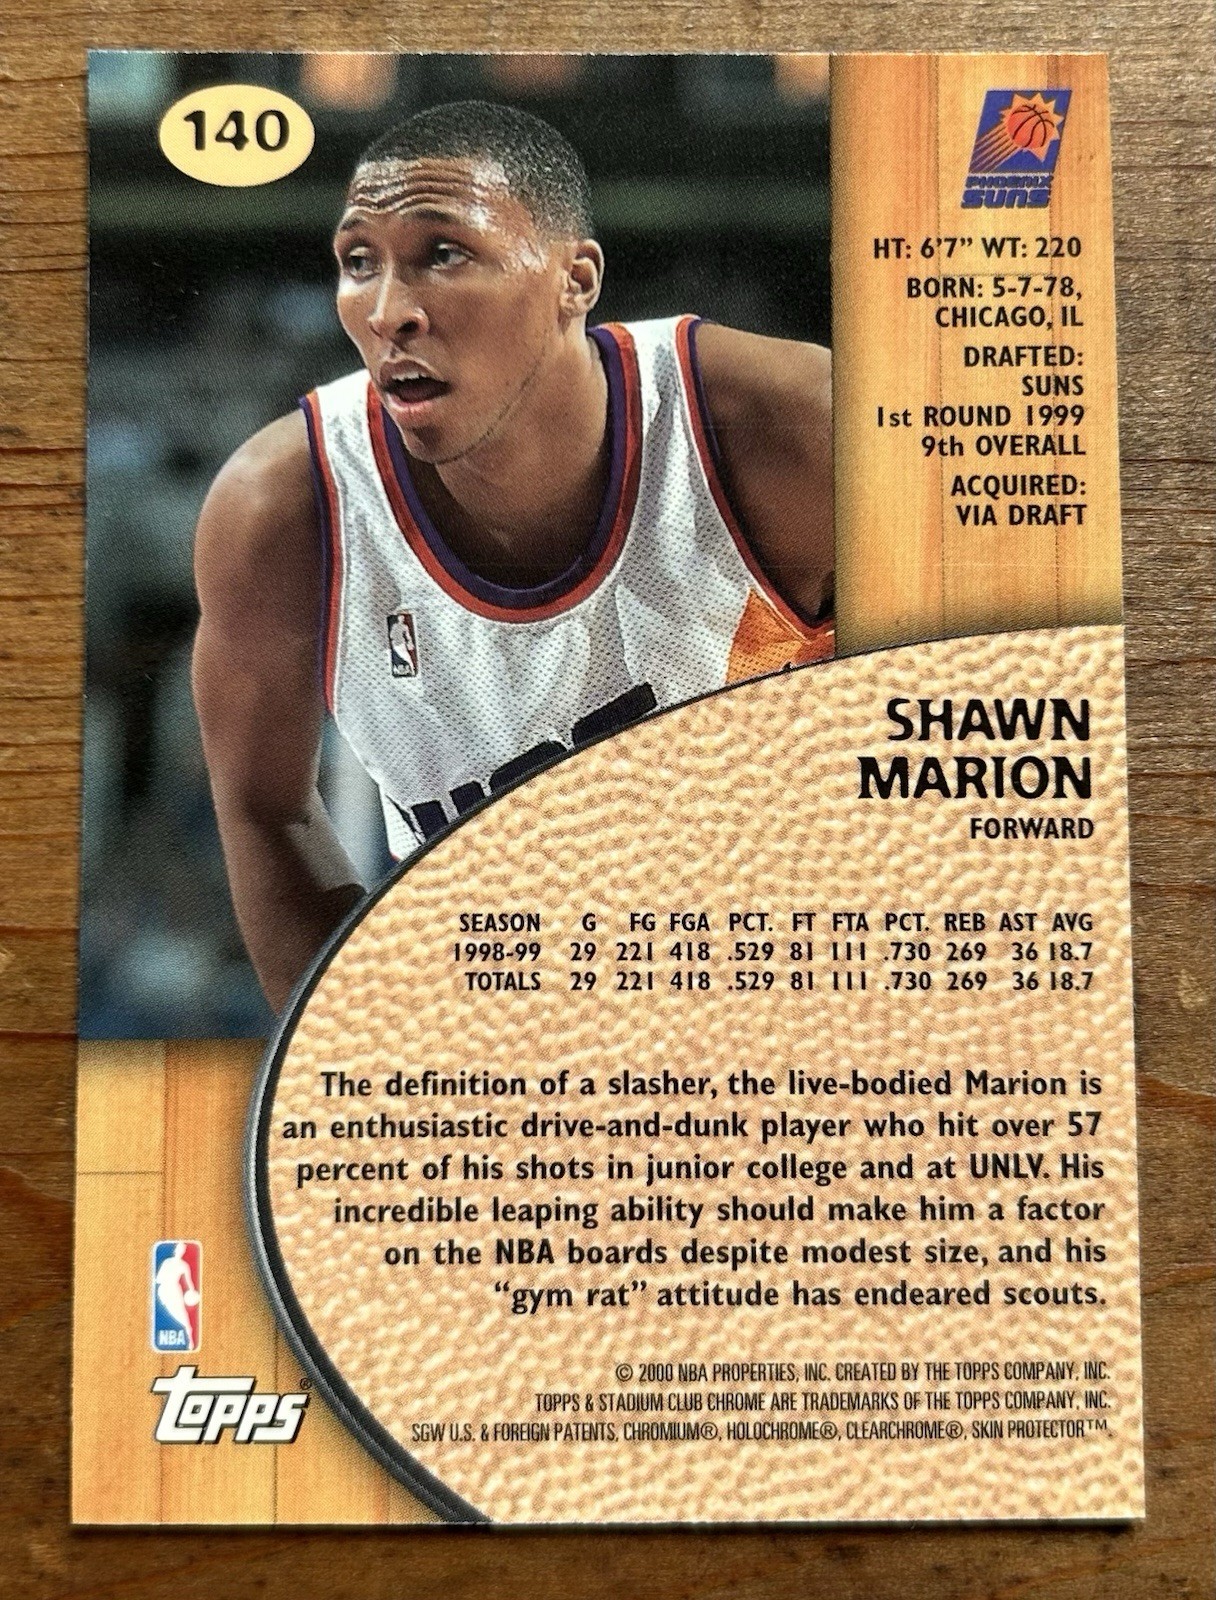 140
PHOENIX
SUNS
HT: 6'7” WT: 220
BORN: 5-7-78,
CHICAGO, IL
DRAFTED:
SUNS
1st ROUND 1999
9th OVERALL
ACQUIRED:
VIA DRAFT
NBA
SHAWN
MARION
FORWARD
SEASON G FG FGA PCT. FT FTA PCT. REB AST AVG
1998-99 29 221 418 .529 81 111 .730 269 36 18.7
TOTALS 29 221 418 .529 81 111 .730 269 36 18.7
The definition of a slasher, the live-bodied Marion is
an enthusiastic drive-and-dunk player who hit over 57
percent of his shots in junior college and at UNLV. His
incredible leaping ability should make him a factor
on the NBA boards despite modest size, and his
“gym rat” attitude has endeared scouts.
NBA
Topps®
© 2000 NBA PROPERTIES, INC. CREATED BY THE TOPPS COMPANY, INC.
TOPPS & STADIUM CLUB CHROME ARE TRADEMARKS OF THE TOPPS COMPANY, INC.
SGW U.S. & FOREIGN PATENTS, CHROMIUM®, HOLOCHROME®, CLEARCHROME®, SKIN PROTECTOR™.